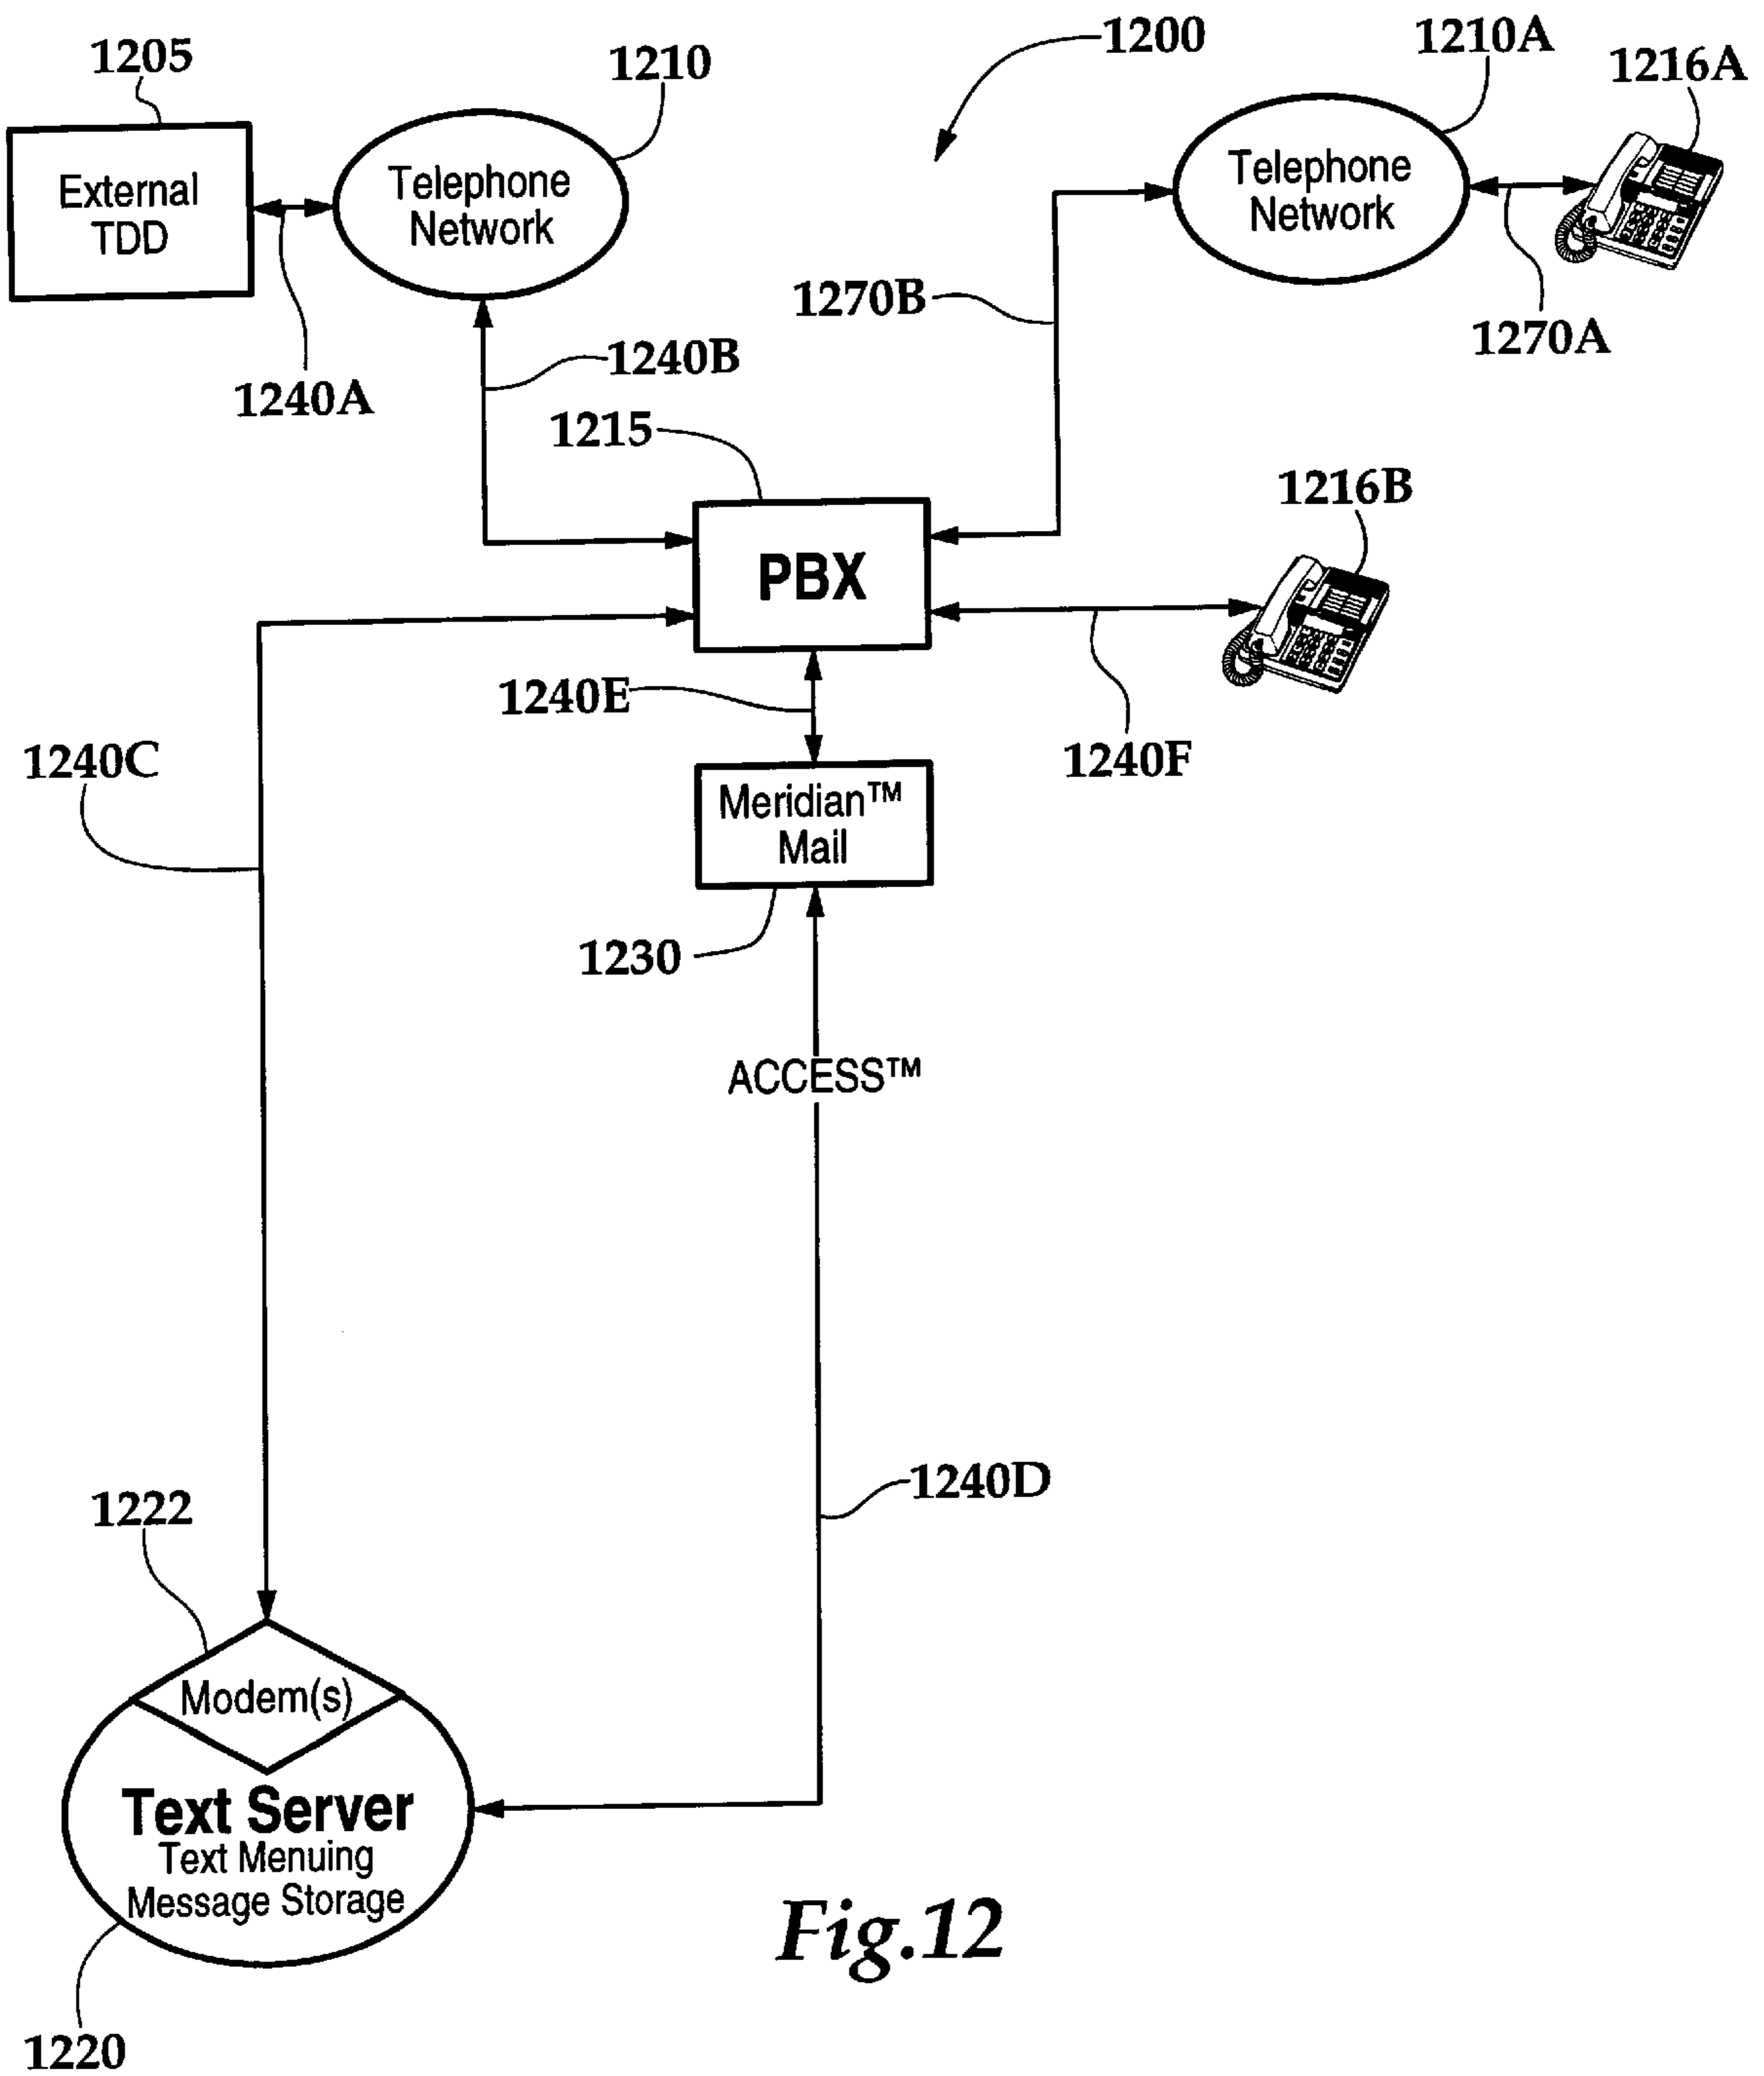 1205
1210
1200
1210A
1216A
External
TDD
Telephone
Network
Telephone
Network
1240A
1240B
1270B
1270A
1215
PBX
1216B
1240E
1240F
1240C
Meridian™
Mail
1230
ACCESS™
1240D
1222
Modem(s)
Text Server
Text Menuing
Message Storage
1220
Fig.12